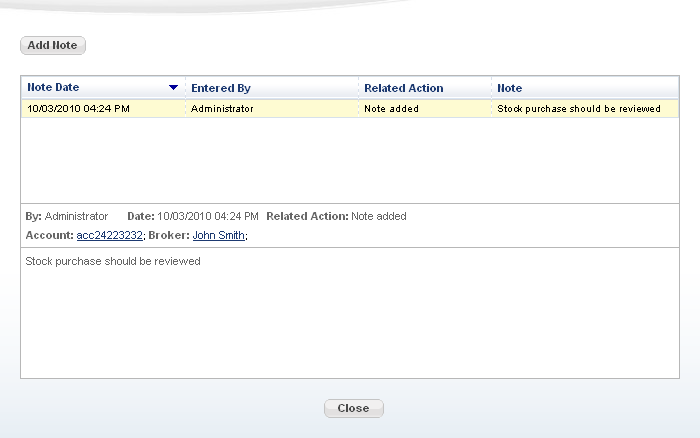 Add Note
Note Date Entered By Related Action Note
10/03/2010 04:24 PM Administrator Note added Stock purchase should be reviewed
By: Administrator Date: 10/03/2010 04:24 PM Related Action: Note added
Account: acc24223232; Broker: John Smith;
Stock purchase should be reviewed
Close